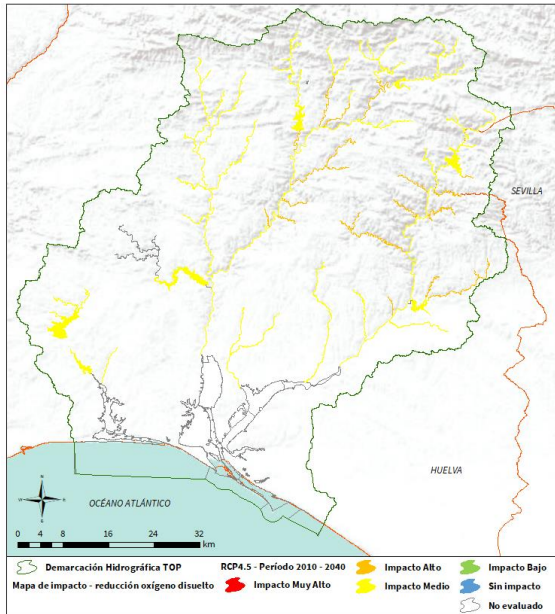 SEVILLA
HUELVA
OCÉANO ATLÁNTICO
N
W E
S
0 4 8 16 24 32
km
Demarcación Hidrográfica TOP RCP4.5 - Período 2010 - 2040 Impacto Alto Impacto Bajo
Mapa de impacto - reducción oxígeno disuelto Impacto Muy Alto Impacto Medio Sin impacto
No evaluado